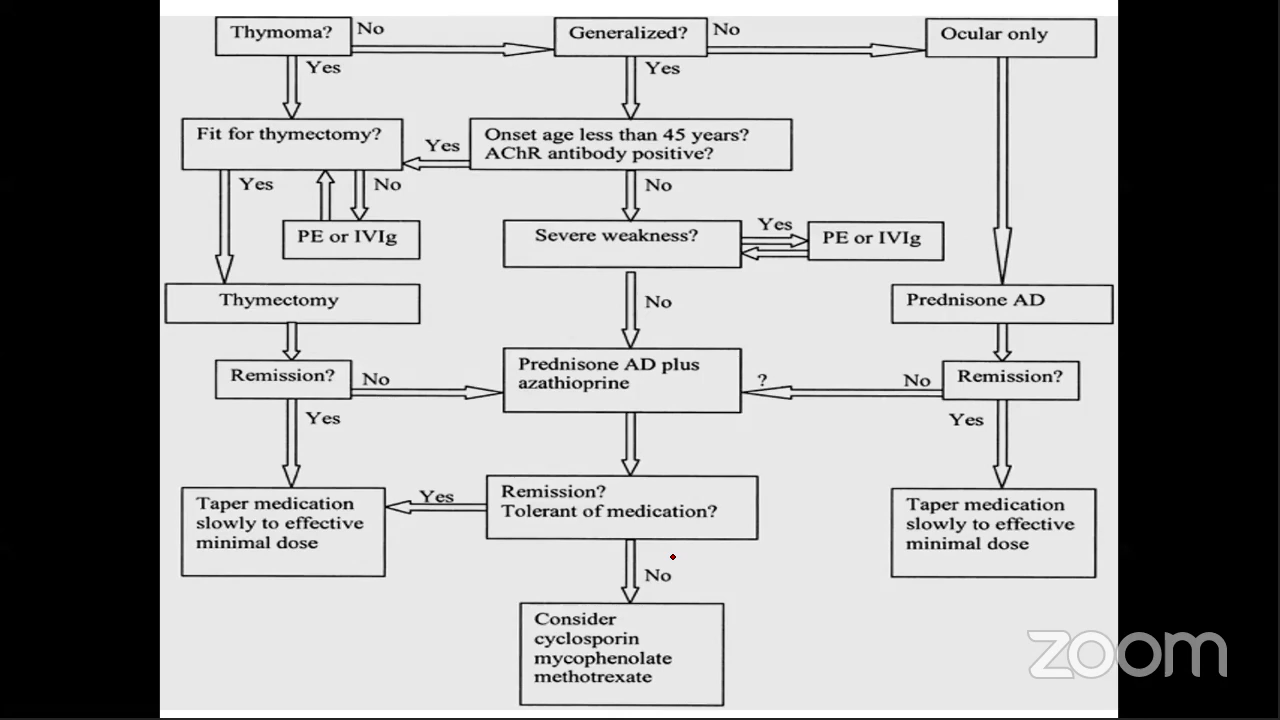 Thymoma?
No
Generalized?
No
Ocular only
Yes
Yes
Fit for thymectomy?
Yes
Onset age less than 45 years?
AChR antibody positive?
Yes
No
No
PE or IVIg
Severe weakness?
Yes
PE or IVIg
Thymectomy
No
Prednisone AD
Remission?
No
Prednisone AD plus
azathioprine
?
No
Remission?
Yes
Yes
Taper medication
slowly to effective
minimal dose
Yes
Remission?
Tolerant of medication?
Taper medication
slowly to effective
minimal dose
No
Consider
cyclosporin
mycophenolate
methotrexate
zoom